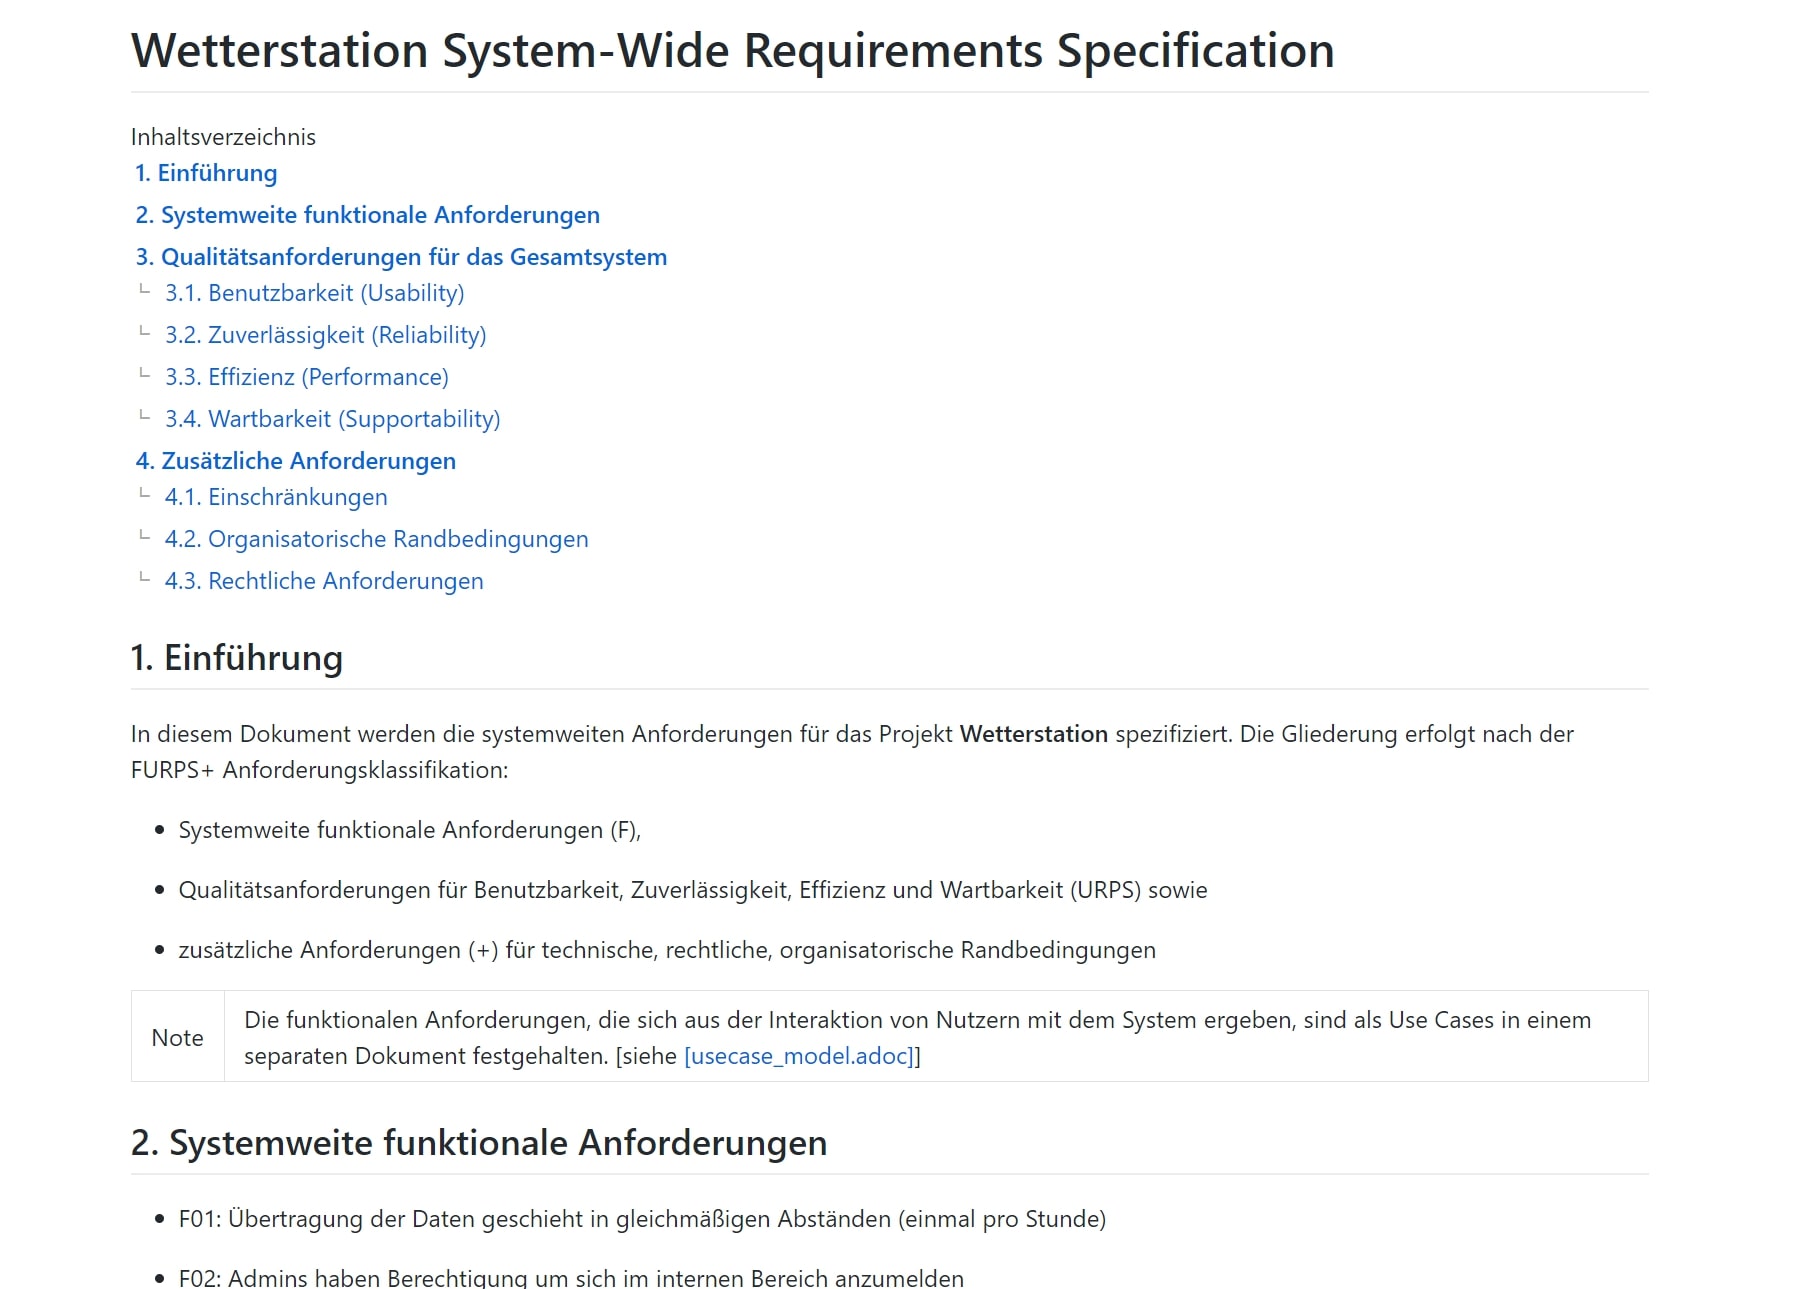 Wetterstation System-Wide Requirements Specification
Inhaltsverzeichnis
1. Einführung
2. Systemweite funktionale Anforderungen
3. Qualitätsanforderungen für das Gesamtsystem
3.1. Benutzbarkeit (Usability)
3.2. Zuverlässigkeit (Reliability)
3.3. Effizienz (Performance)
3.4. Wartbarkeit (Supportability)
4. Zusätzliche Anforderungen
4.1. Einschränkungen
4.2. Organisatorische Randbedingungen
4.3. Rechtliche Anforderungen
1. Einführung
In diesem Dokument werden die systemweiten Anforderungen für das Projekt Wetterstation spezifiziert. Die Gliederung erfolgt nach der
FURPS+ Anforderungsklassifikation:
• Systemweite funktionale Anforderungen (F),
• Qualitätsanforderungen für Benutzbarkeit, Zuverlässigkeit, Effizienz und Wartbarkeit (URPS) sowie
• zusätzliche Anforderungen (+) für technische, rechtliche, organisatorische Randbedingungen
Note
Die funktionalen Anforderungen, die sich aus der Interaktion von Nutzern mit dem System ergeben, sind als Use Cases in einem
separaten Dokument festgehalten. [siehe [usecase_model.adoc]]
2. Systemweite funktionale Anforderungen
• F01: Übertragung der Daten geschieht in gleichmäßigen Abständen (einmal pro Stunde)
• F02: Admins haben Berechtigung um sich im internen Bereich anzumelden